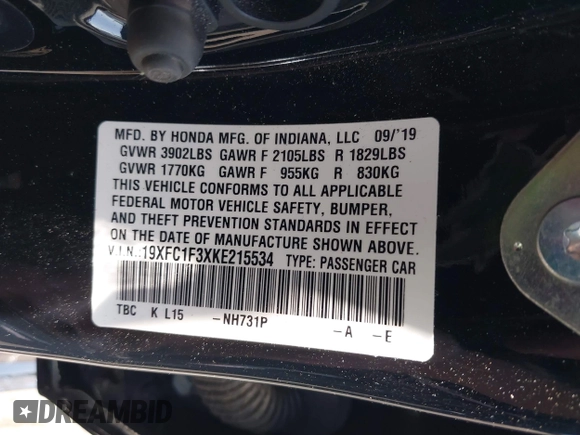 MFD. BY HONDA MFG. OF INDIANA, LLC 09/'19
GVWR 3902LBS GAWR F 2105LBS R 1829LBS
GVWR 1770KG GAWR F 955KG R 830KG
THIS VEHICLE CONFORMS TO ALL APPLICABLE
FEDERAL MOTOR VEHICLE SAFETY, BUMPER,
AND THEFT PREVENTION STANDARDS IN EFFECT
ON THE DATE OF MANUFACTURE SHOWN ABOVE.
V.I.N.:19XFC1F3XKE215534 TYPE: PASSENGER CAR
TBC K L15 -NH731P -A -E
DREAMBID